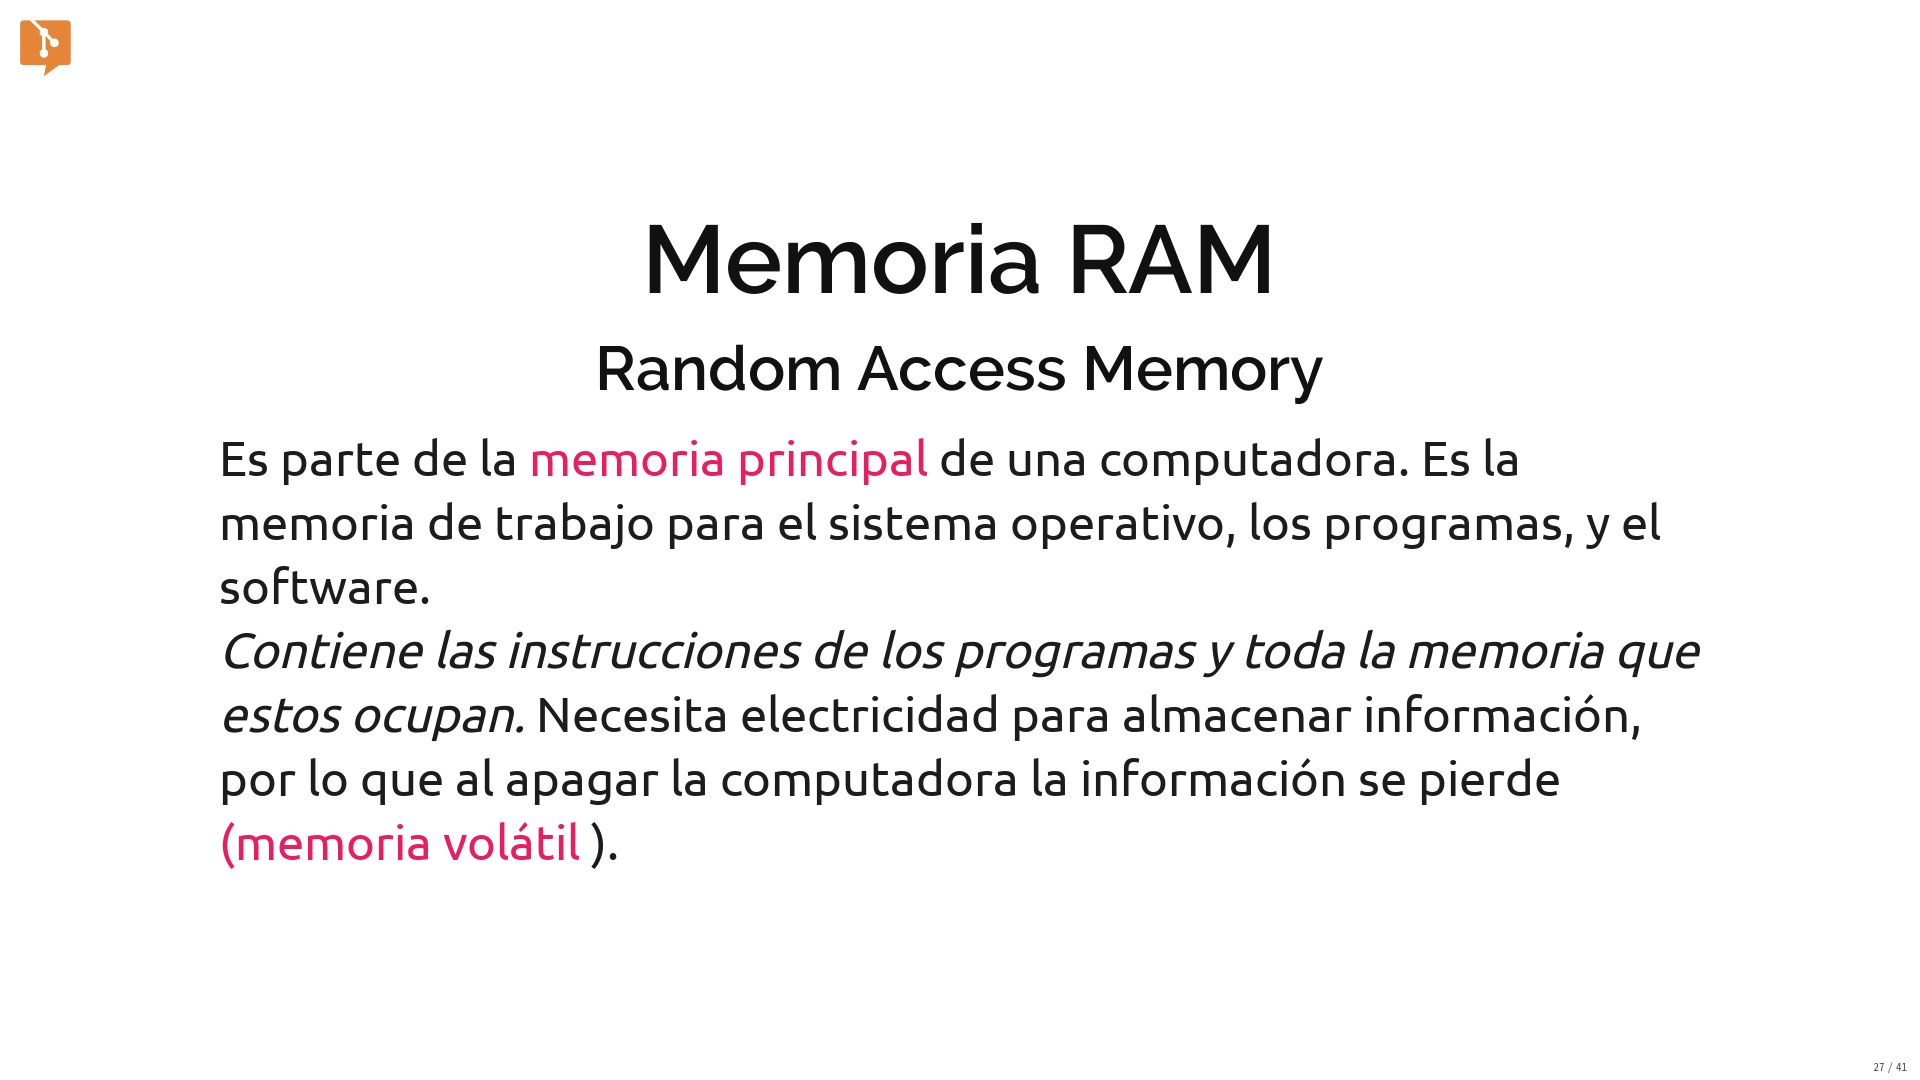 Memoria RAM
Random Access Memory
Es parte de la memoria principal de una computadora. Es la
memoria de trabajo para el sistema operativo, los programas, y el
software.
Contiene las instrucciones de los programas y toda la memoria que
estos ocupan. Necesita electricidad para almacenar información,
por lo que al apagar la computadora la información se pierde
(memoria volátil ).
27 / 41